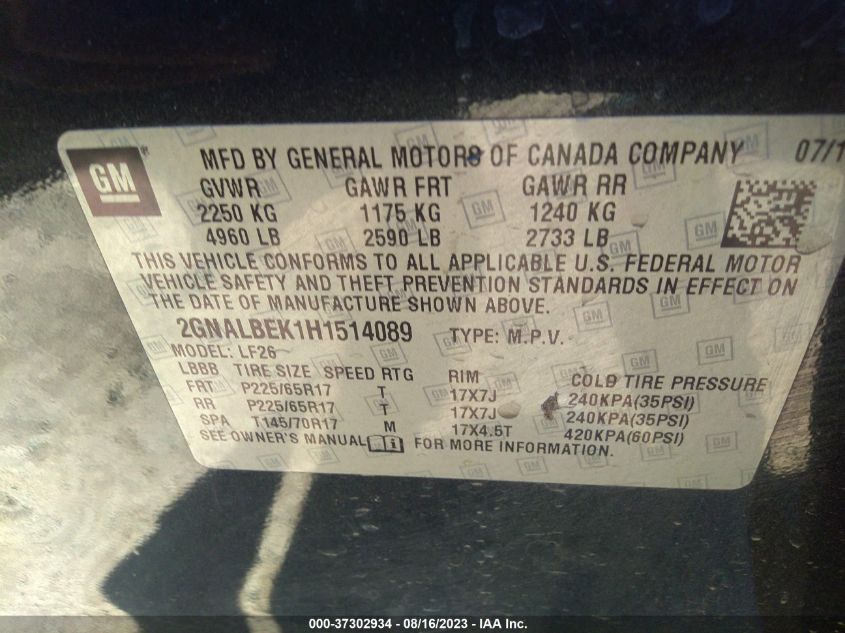 GM ® MFD BY GENERAL MOTORS OF CANADA COMPANY 07/1
GVWR GAWR FRT GAWR RR
2250 KG 1175 KG 1240 KG
4960 LB 2590 LB 2733 LB
THIS VEHICLE CONFORMS TO ALL APPLICABLE U.S. FEDERAL MOTOR
VEHICLE SAFETY AND THEFT PREVENTION STANDARDS IN EFFECT ON
THE DATE OF MANUFACTURE SHOWN ABOVE.
2GNALBEK1H1514089 TYPE: M.P.V.
MODEL: LF26
LBBB TIRE SIZE SPEED RTG RIM COLD TIRE PRESSURE
FRT P225/65R17 T 17X7J 240KPA(35PSI)
RR P225/65R17 T 17X7J 240KPA(35PSI)
SPA T145/70R17 M 17X4.5T 420KPA(60PSI)
SEE OWNER'S MANUAL FOR MORE INFORMATION.
000-37302934 - 08/16/2023 - IAA Inc.